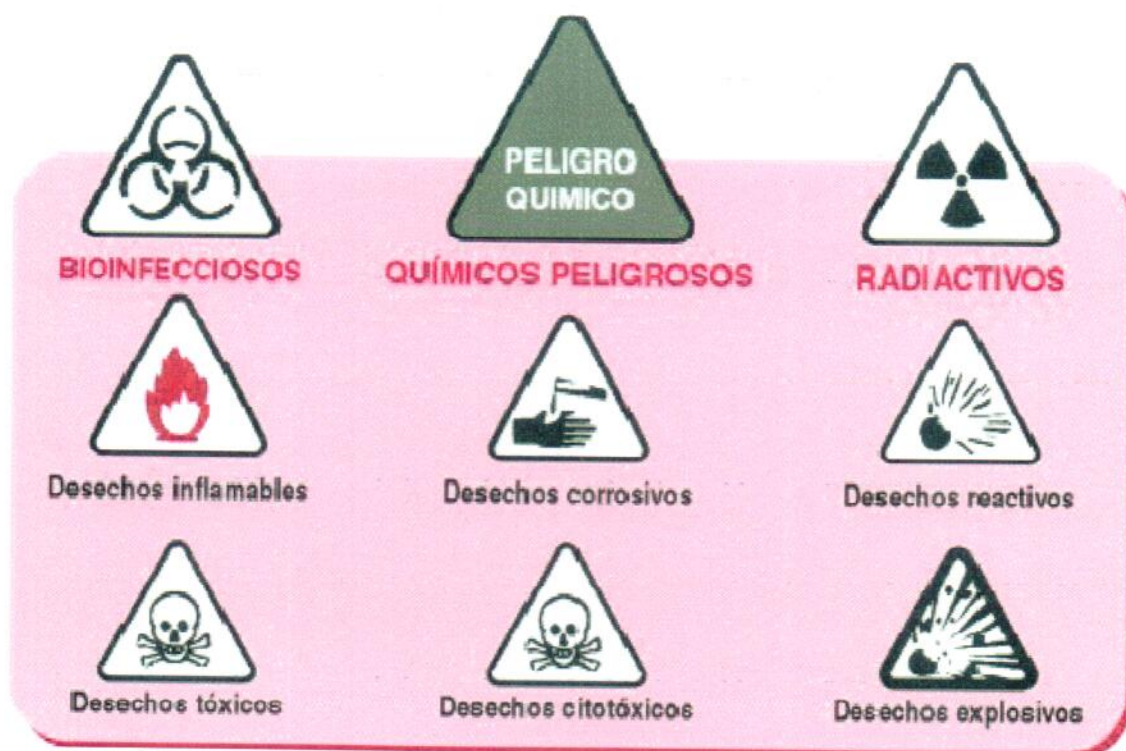 PELIGRO
QUIMICO
BIOINFECCIOSOS
QUÍMICOS PELIGROSOS
RADIACTIVOS
Desechos inflamables
Desechos corrosivos
Desechos reactivos
Desechos tóxicos
Desechos citotóxicos
Desechos explosivos